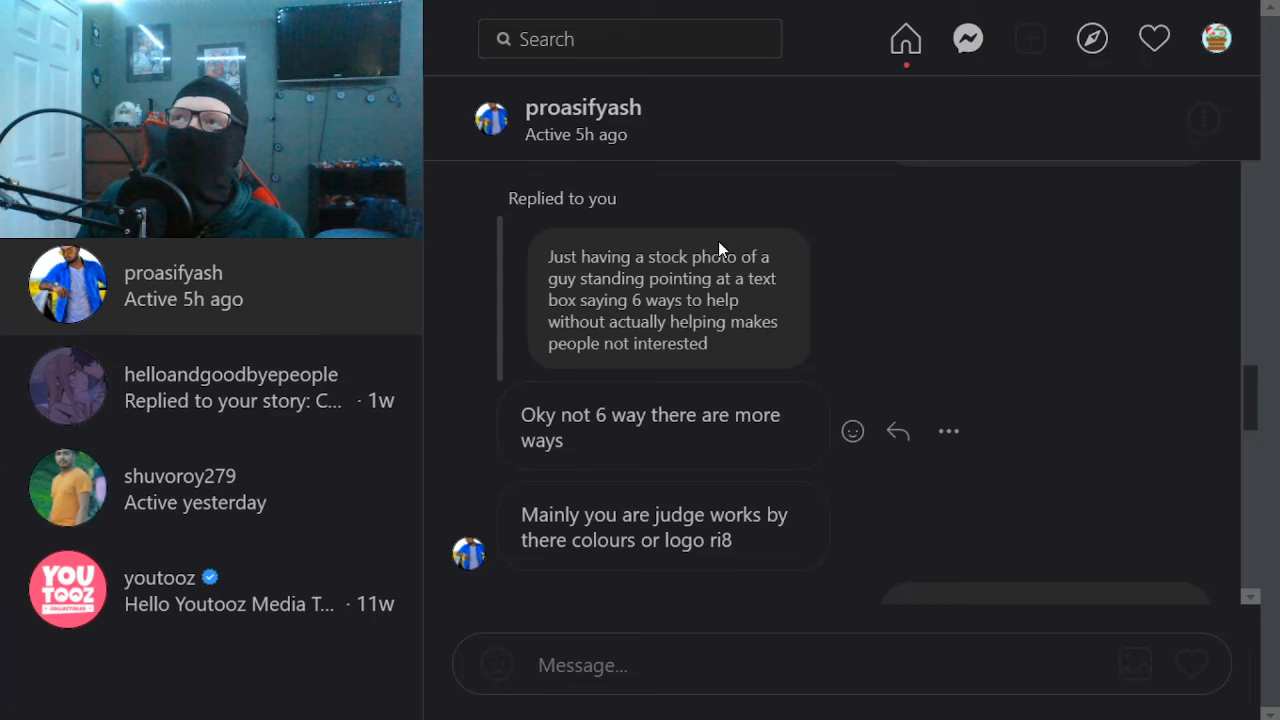 Search
proasifyash
Active 5h ago
Replied to you
Just having a stock photo of a
guy standing pointing at a text
box saying 6 ways to help
without actually helping makes
people not interested
Oky not 6 way there are more
ways
Mainly you are judge works by
there colours or logo ri8
Message...
proasifyash
Active 5h ago
helloandgoodbyepeople
Replied to your story: C... · 1w
shuvoroy279
Active yesterday
YOU
TOOZ
COLLECTIBLES
youtooz
Hello Youtooz Media T... · 11w